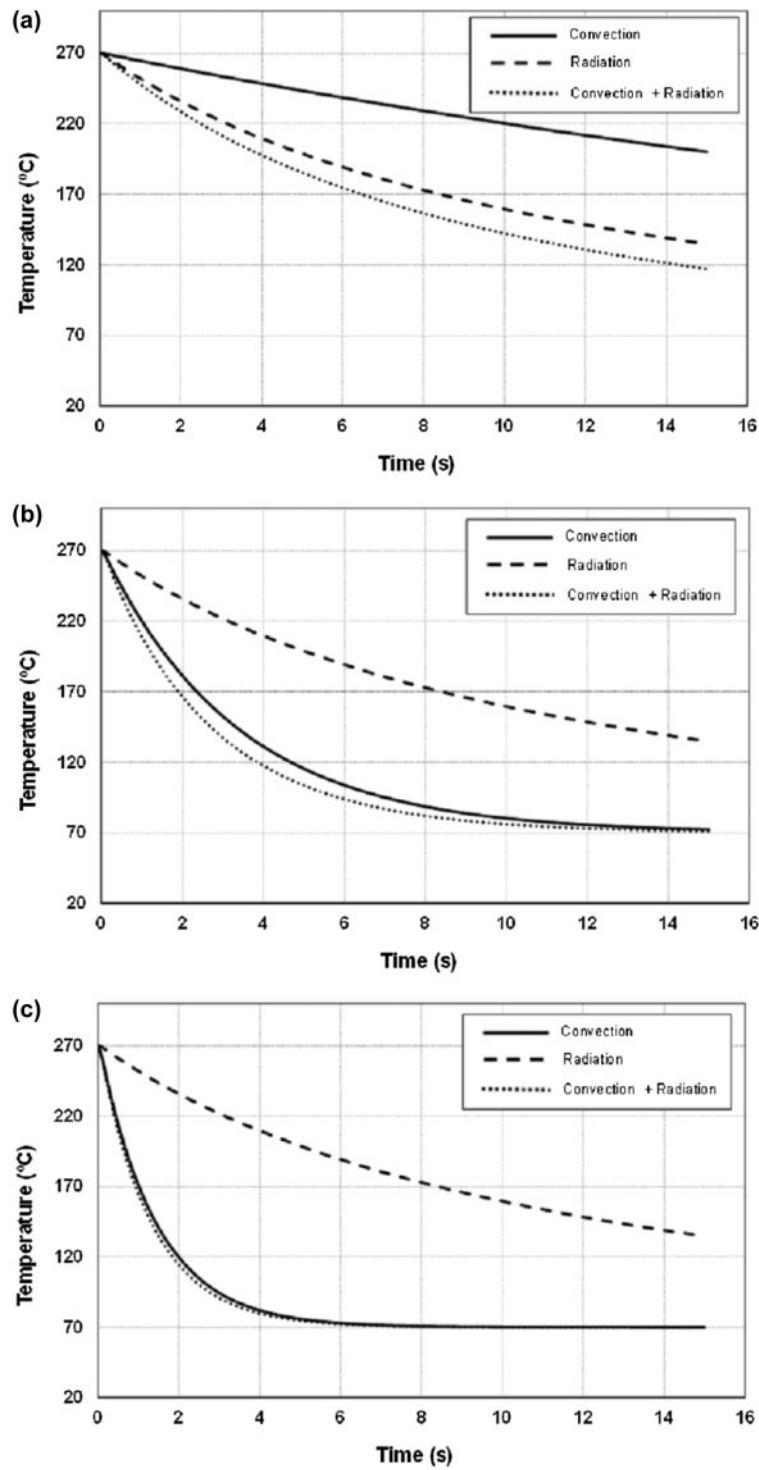 (a)
270
220
170
120
70
20
Temperature (ºC)
Convection
Radiation
Convection + Radiation
0 2 4 6 8 10 12 14 16
Time (s)
(b)
270
220
170
120
70
20
Temperature (ºC)
Convection
Radiation
Convection + Radiation
0 2 4 6 8 10 12 14 16
Time (s)
(c)
270
220
170
120
70
20
Temperature (ºC)
Convection
Radiation
Convection + Radiation
0 2 4 6 8 10 12 14 16
Time (s)